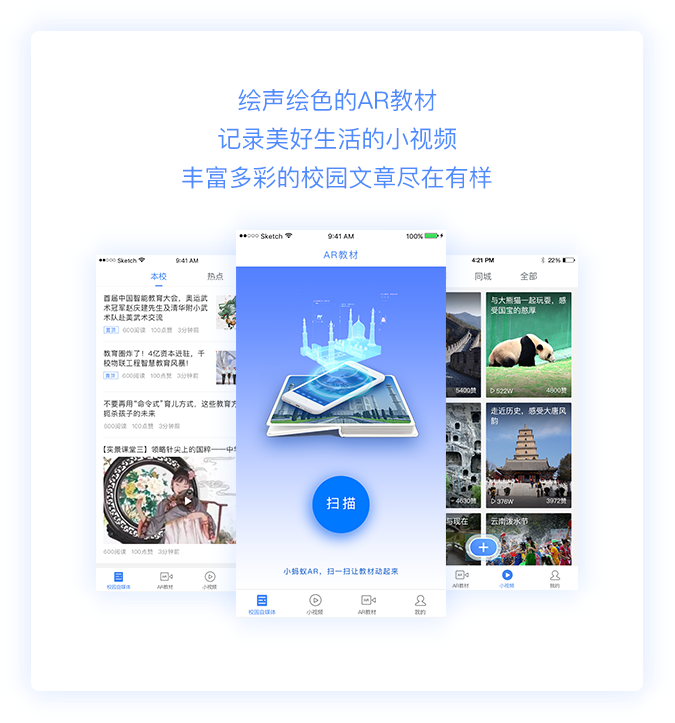 绘声绘色的AR教材
记录美好生活的小视频
丰富多彩的校园文章尽在有样
Sketch 9:41 AM
本校 热点
首届中国智能教育大会，奥运武
术冠军赵庆建先生及清华附小武
术队赴美武术交流
置顶 600阅读 100点赞 3分钟前
教育圈炸了！4亿资本进驻，千
校物联工程智慧教育风暴！
置顶 600阅读 100点赞 3分钟前
不要再用“命令式”育儿方式，这些教育方
扼杀孩子的未来
600阅读 100点赞 3分钟前
【实景课堂三】领略针尖上的国粹——中
600阅读 100点赞 3分钟前
校园自媒体 AR教材 小视频
Sketch 9:41 AM 100%
AR教材
扫描
小蚂蚁AR，扫一扫让教材动起来
校园自媒体 小视频 AR教材 我的
4:21 PM 22%
同城 全部
5400赞
与大熊猫一起玩耍，感
受国宝的憨厚
522W 4800赞
4630赞
走近历史，感受大唐风
韵
376W 3972赞
与现在
云南泼水节
AR教材 小视频 我的